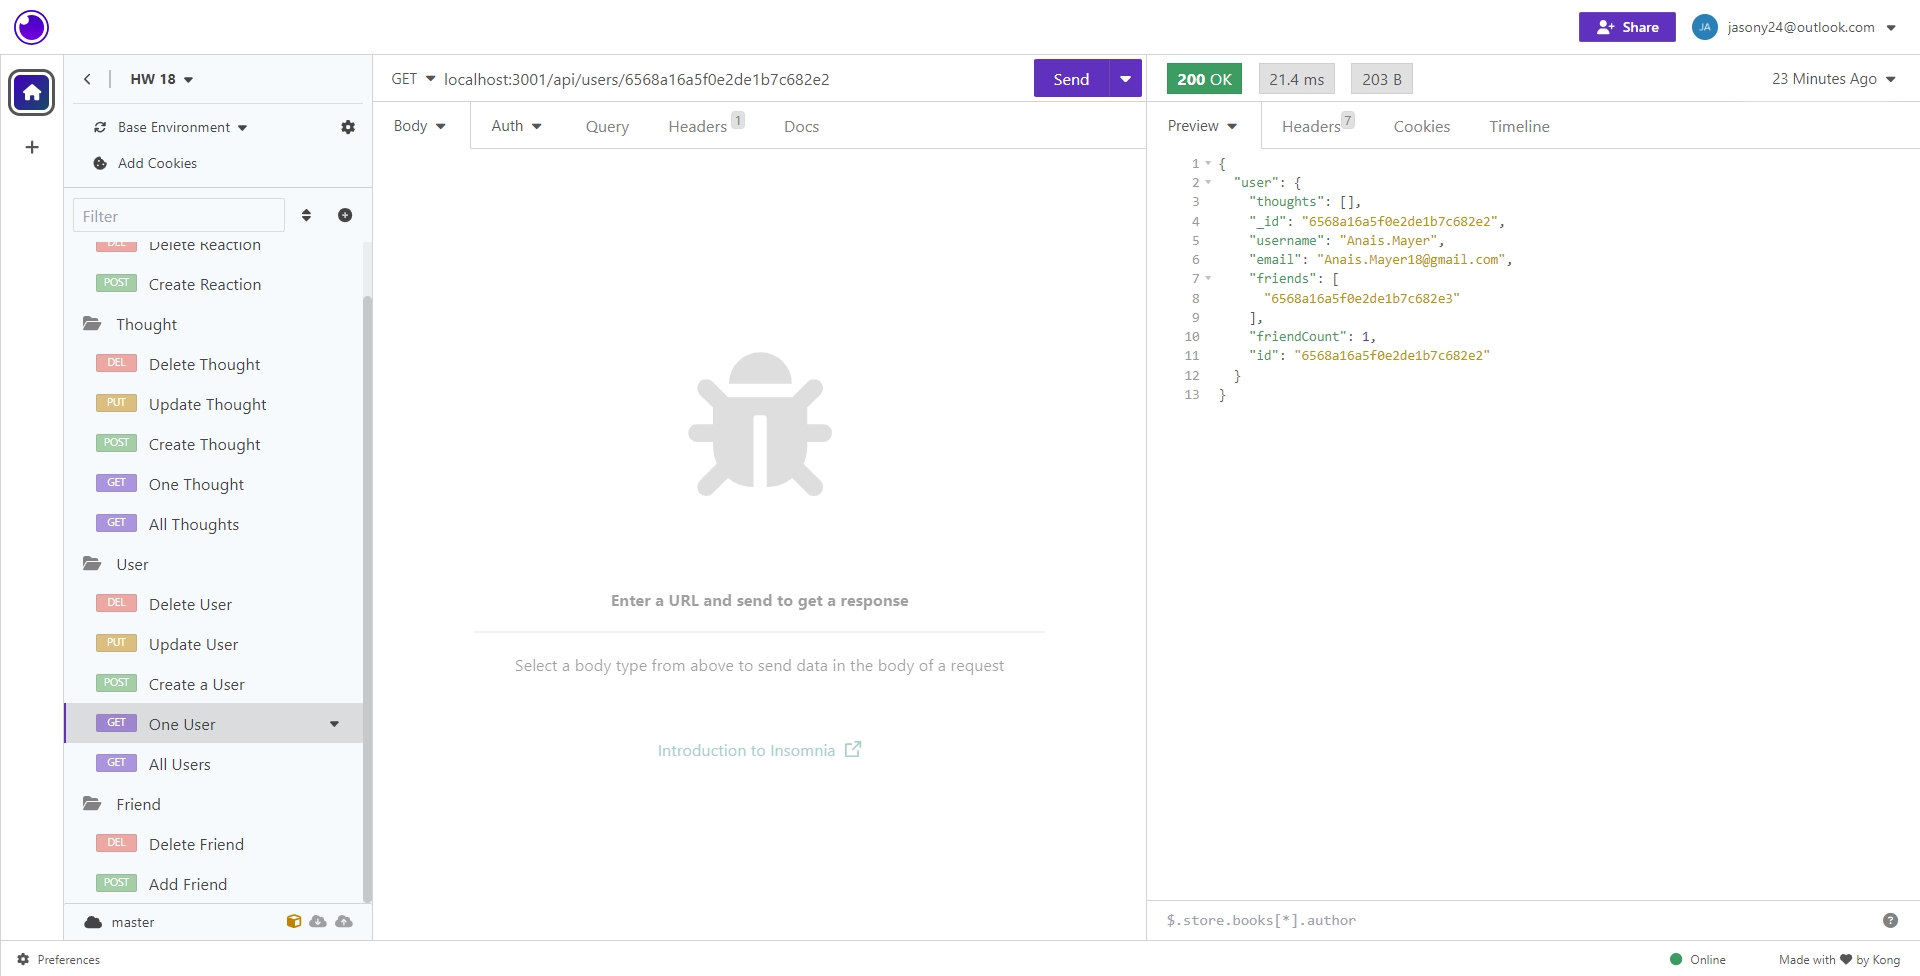 Share
JA
jasony24@outlook.com
HW 18
GET
localhost:3001/api/users/6568a16a5f0e2de1b7c682e2
Send
200 OK
21.4 ms
203 B
23 Minutes Ago
Base Environment
Add Cookies
Filter
DEL Delete Reaction
POST Create Reaction
Thought
DEL Delete Thought
PUT Update Thought
POST Create Thought
GET One Thought
GET All Thoughts
User
DEL Delete User
PUT Update User
POST Create a User
GET One User
GET All Users
Friend
DEL Delete Friend
POST Add Friend
master
Body
Auth
Query
Headers 1
Docs
Enter a URL and send to get a response
Select a body type from above to send data in the body of a request
Introduction to Insomnia
Preview
Headers 7
Cookies
Timeline
1 {
2 "user": {
3 "thoughts": [],
4 "_id": "6568a16a5f0e2de1b7c682e2",
5 "username": "Anais.Mayer",
6 "email": "Anais.Mayer18@gmail.com",
7 "friends": [
8 "6568a16a5f0e2de1b7c682e3"
9 ],
10 "friendCount": 1,
11 "id": "6568a16a5f0e2de1b7c682e2"
12 }
13 }
$.store.books[*].author
Preferences
Online
Made with ♥ by Kong